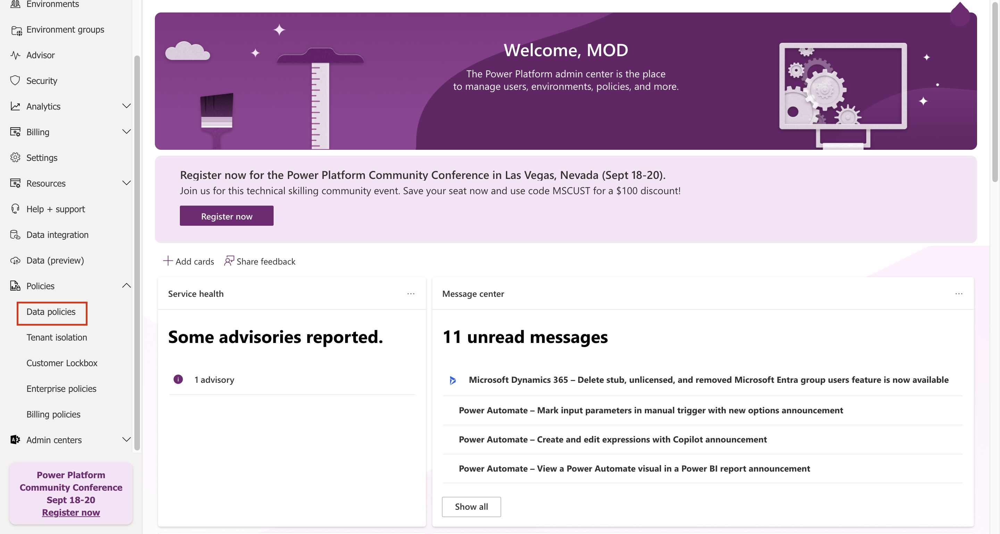 Environments
Environment groups
Advisor
Security
Analytics
Billing
Settings
Resources
Help + support
Data integration
Data (preview)
Policies
Data policies
Tenant isolation
Customer Lockbox
Enterprise policies
Billing policies
Admin centers
Power Platform
Community Conference
Sept 18-20
Register now
Welcome, MOD
The Power Platform admin center is the place
to manage users, environments, policies, and more.
Register now for the Power Platform Community Conference in Las Vegas, Nevada (Sept 18-20).
Join us for this technical skilling community event. Save your seat now and use code MSCUST for a $100 discount!
Register now
Add cards
Share feedback
Service health
Some advisories reported.
1 advisory
Message center
11 unread messages
Microsoft Dynamics 365 – Delete stub, unlicensed, and removed Microsoft Entra group users feature is now available
Power Automate – Mark input parameters in manual trigger with new options announcement
Power Automate – Create and edit expressions with Copilot announcement
Power Automate – View a Power Automate visual in a Power BI report announcement
Show all